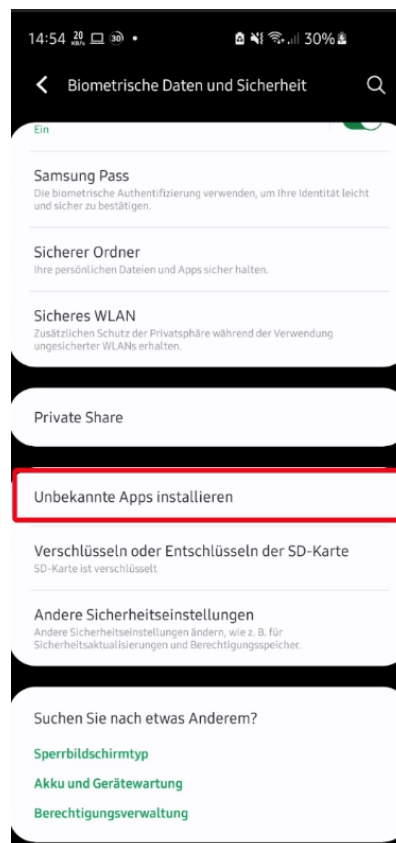 14:54 20 KB/s 30 • 30%
Biometrische Daten und Sicherheit
Ein
Samsung Pass
Die biometrische Authentifizierung verwenden, um Ihre Identität leicht
und sicher zu bestätigen.
Sicherer Ordner
Ihre persönlichen Dateien und Apps sicher halten.
Sicheres WLAN
Zusätzlichen Schutz der Privatsphäre während der Verwendung
ungesicherter WLANs erhalten.
Private Share
Unbekannte Apps installieren
Verschlüsseln oder Entschlüsseln der SD-Karte
SD-Karte ist verschlüsselt
Andere Sicherheitseinstellungen
Andere Sicherheitseinstellungen ändern, wie z. B. für
Sicherheitsaktualisierungen und Berechtigungsspeicher.
Suchen Sie nach etwas Anderem?
Sperrbildschirmtyp
Akku und Gerätewartung
Berechtigungsverwaltung